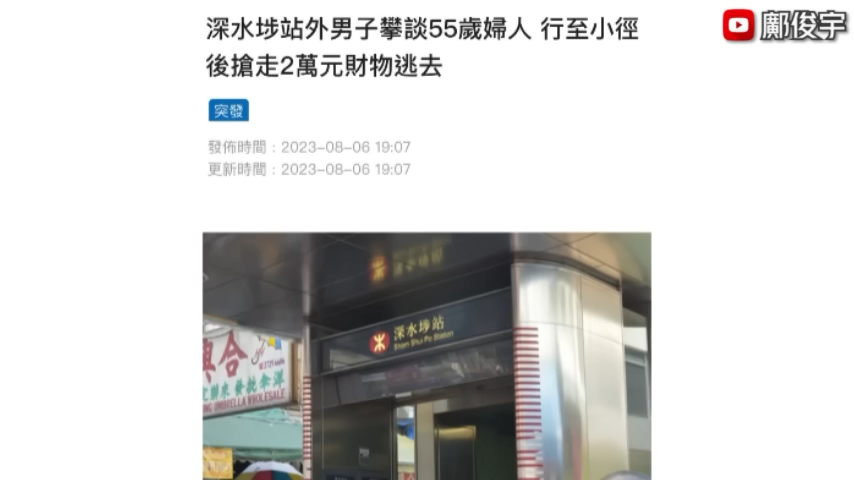 深水埗站外男子攀談55歲婦人 行至小徑
後搶走2萬元財物逃去
鄺俊宇
突發
發佈時間：2023-08-06 19:07
更新時間：2023-08-06 19:07
深水埗站
Sham Shui Po Station
合
UMBRELLA WHOLESALE